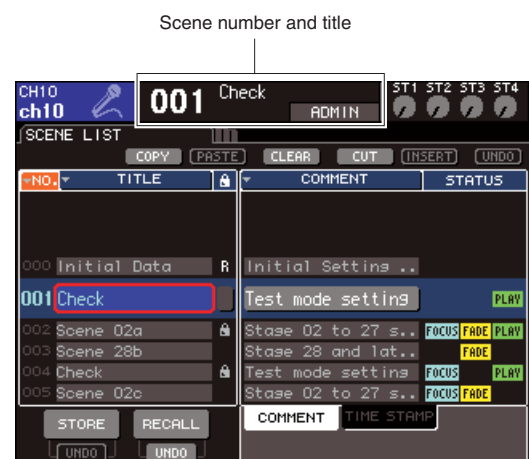 Scene number and title
CH10
ch10
001 Check
ADMIN
ST1 ST2 ST3 ST4
SCENE LIST
COPY PASTE CLEAR CUT INSERT UNDO
NO. TITLE COMMENT STATUS
000 Initial Data R Initial Setting ..
001 Check Test mode setting PLAY
002 Scene 02a Stage 02 to 27 s.. FOCUS FADE PLAY
003 Scene 28b Stage 28 and lat.. FADE
004 Check Test mode setting FOCUS PLAY
005 Scene 02c Stage 02 to 27 s.. FOCUS FADE
STORE RECALL COMMENT TIME STAMP
UNDO UNDO